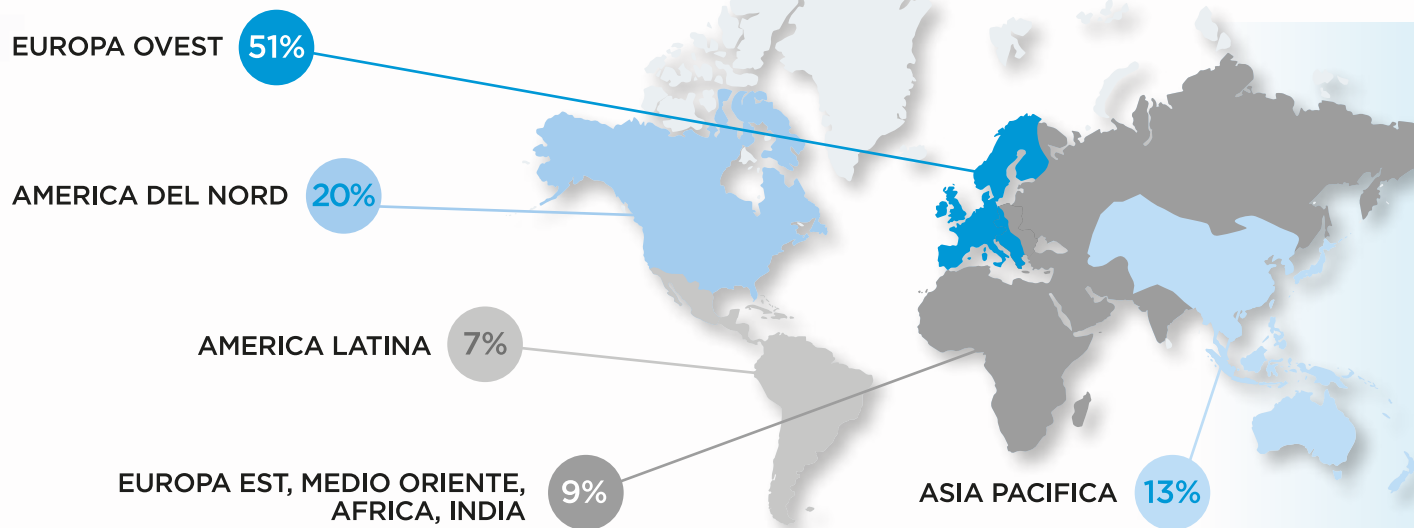 EUROPA OVEST 51%
AMERICA DEL NORD 20%
AMERICA LATINA 7%
EUROPA EST, MEDIO ORIENTE,
AFRICA, INDIA 9%
ASIA PACIFICA 13%